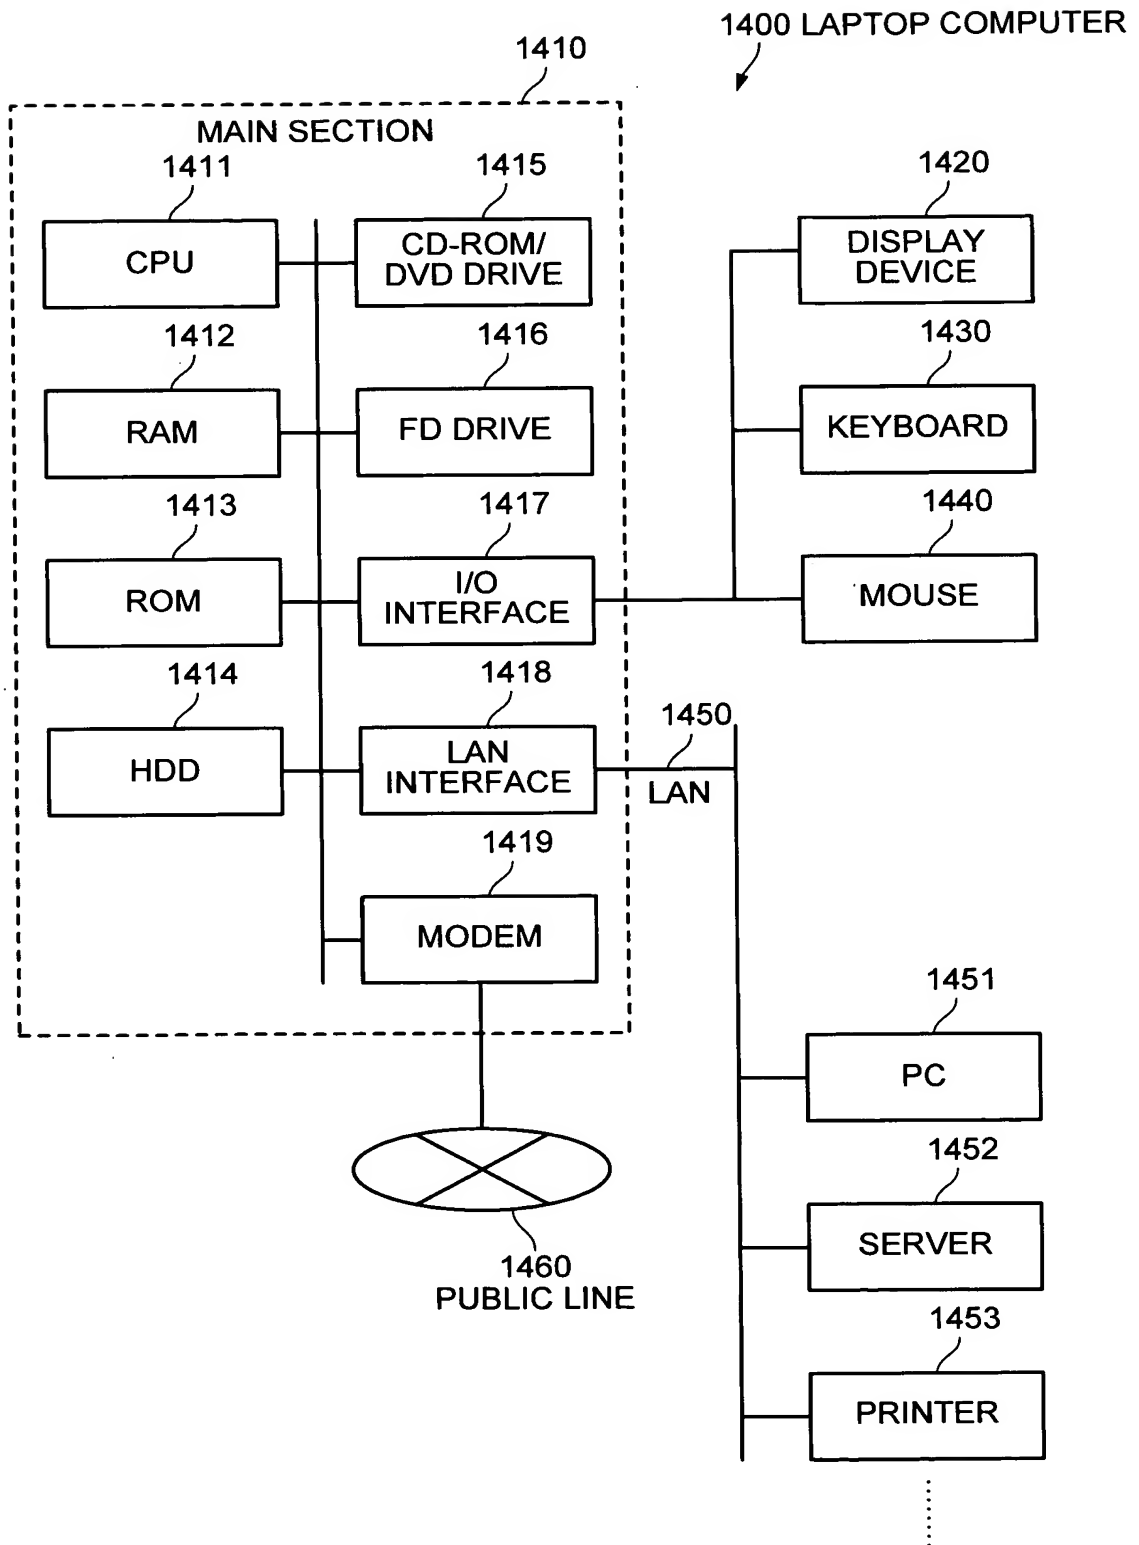 1400 LAPTOP COMPUTER
1410
MAIN SECTION
1411
CPU
1415
CD-ROM/
DVD DRIVE
1420
DISPLAY
DEVICE
1412
RAM
1416
FD DRIVE
1430
KEYBOARD
1413
ROM
1417
I/O
INTERFACE
1440
MOUSE
1414
HDD
1418
LAN
INTERFACE
1450
LAN
1419
MODEM
1451
PC
1452
SERVER
1460
PUBLIC LINE
1453
PRINTER